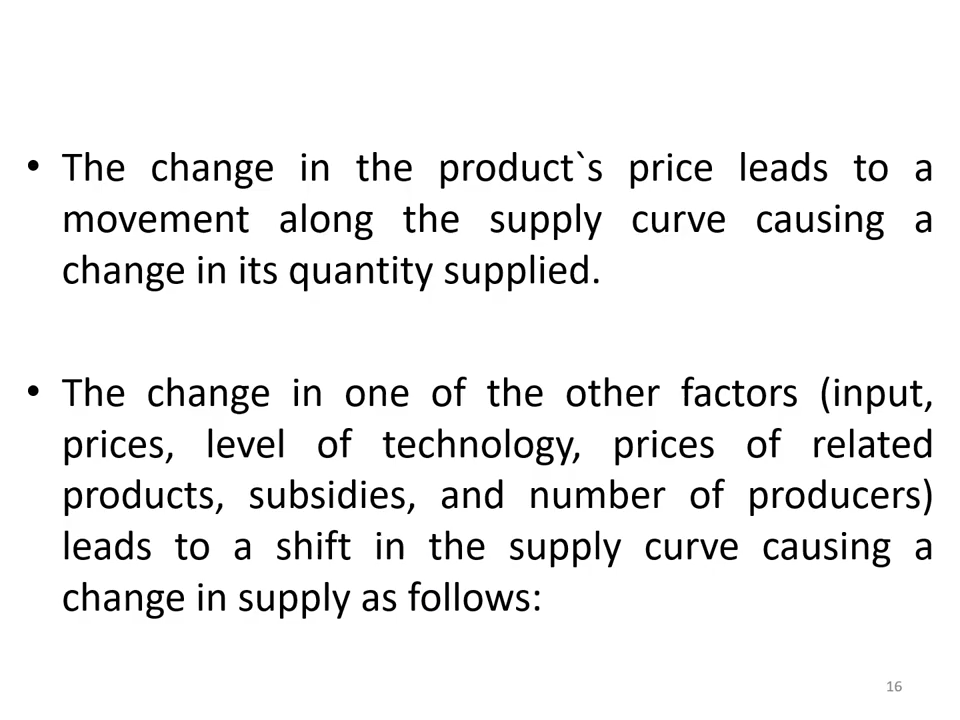 • The change in the product`s price leads to a
movement along the supply curve causing a
change in its quantity supplied.
• The change in one of the other factors (input,
prices, level of technology, prices of related
products, subsidies, and number of producers)
leads to a shift in the supply curve causing a
change in supply as follows:
16